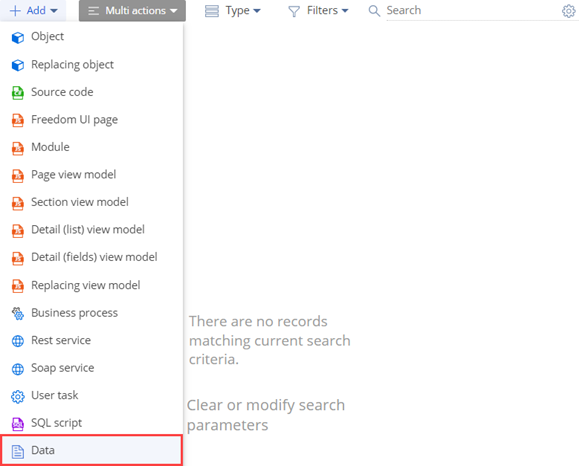 Add Multi actions Type Filters Search
Object
Replacing object
Source code
Freedom UI page
Module
Page view model
Section view model
Detail (list) view model
Detail (fields) view model
Replacing view model
Business process
Rest service
Soap service
User task
SQL script
Data
There are no records
matching current search
criteria.
Clear or modify search
parameters